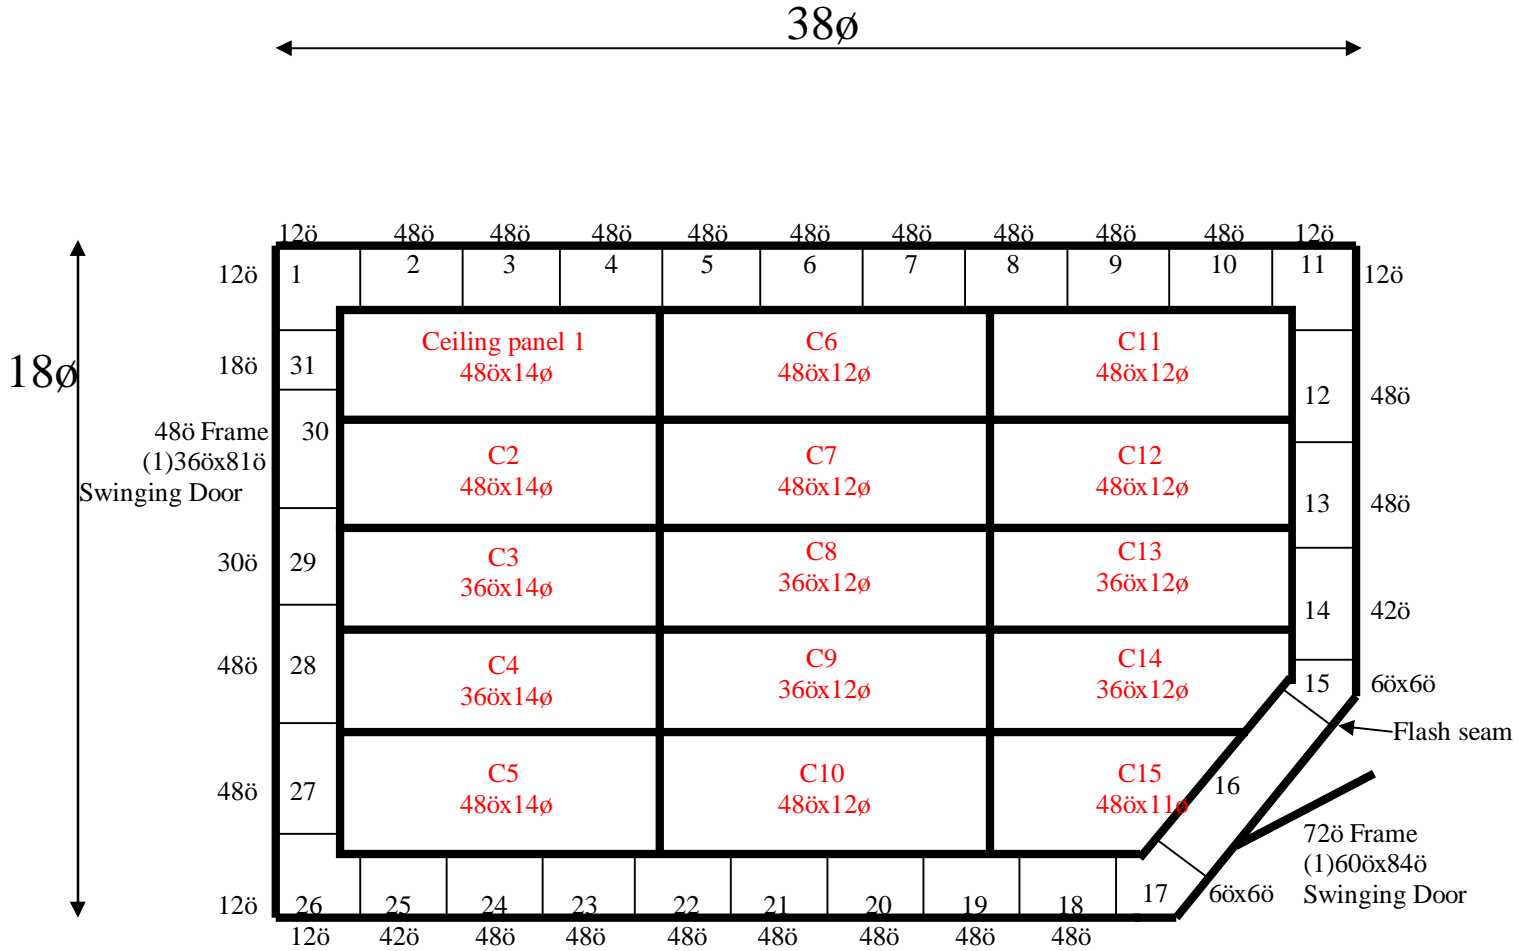 38ø
12ö 48ö 48ö 48ö 48ö 48ö 48ö 48ö 48ö 48ö 12ö
12ö 1 2 3 4 5 6 7 8 9 10 11 12ö
18ø
18ö 31
Ceiling panel 1
48öx14ø
C6
48öx12ø
C11
48öx12ø
12 48ö
48ö Frame
(1)36öx81ö
Swinging Door
30
C2
48öx14ø
C7
48öx12ø
C12
48öx12ø
13 48ö
30ö 29
C3
36öx14ø
C8
36öx12ø
C13
36öx12ø
14 42ö
48ö 28
C4
36öx14ø
C9
36öx12ø
C14
36öx12ø
15 6öx6ö
Flash seam
48ö 27
C5
48öx14ø
C10
48öx12ø
C15
48öx11ø
16
72ö Frame
(1)60öx84ö
Swinging Door
12ö 26 25 24 23 22 21 20 19 18 17 6öx6ö
12ö 42ö 48ö 48ö 48ö 48ö 48ö 48ö 48ö